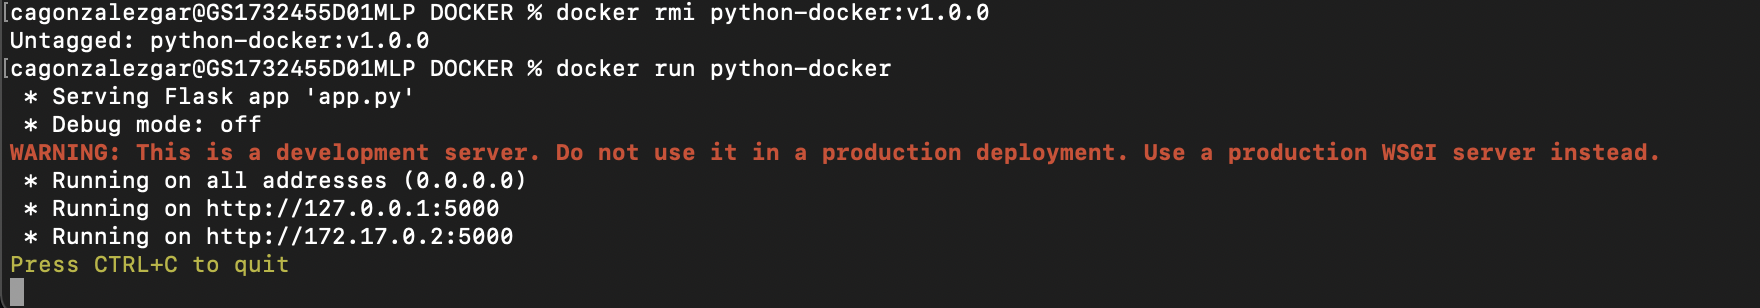 [cagonzalezgar@GS1732455D01MLP DOCKER % docker rmi python-docker:v1.0.0
Untagged: python-docker:v1.0.0
[cagonzalezgar@GS1732455D01MLP DOCKER % docker run python-docker
 * Serving Flask app 'app.py'
 * Debug mode: off
WARNING: This is a development server. Do not use it in a production deployment. Use a production WSGI server instead.
 * Running on all addresses (0.0.0.0)
 * Running on http://127.0.0.1:5000
 * Running on http://172.17.0.2:5000
Press CTRL+C to quit